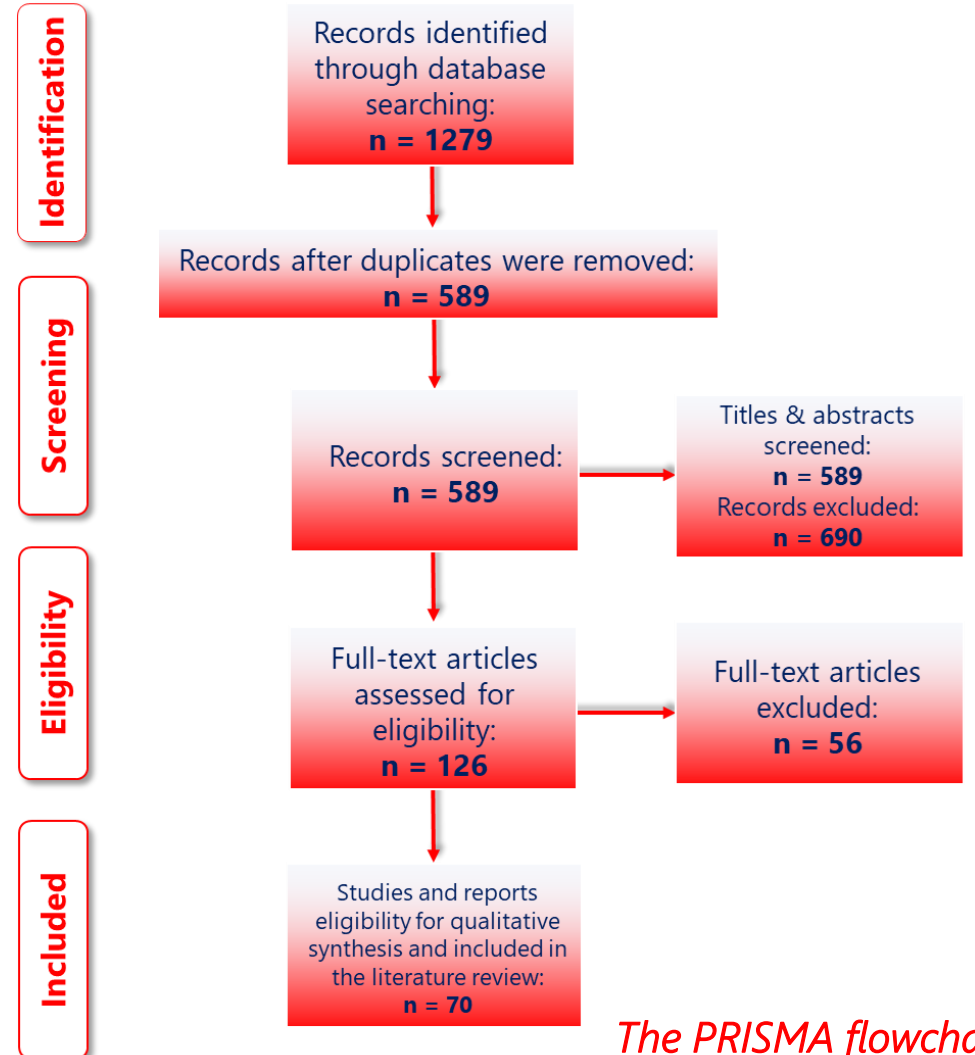 Identification
Records identified
through database
searching:
n = 1279
Records after duplicates were removed:
n = 589
Screening
Records screened:
n = 589
Titles & abstracts
screened:
n = 589
Records excluded:
n = 690
Eligibility
Full-text articles
assessed for
eligibility:
n = 126
Full-text articles
excluded:
n = 56
Included
Studies and reports
eligibility for qualitative
synthesis and included in
the literature review:
n = 70
The PRISMA